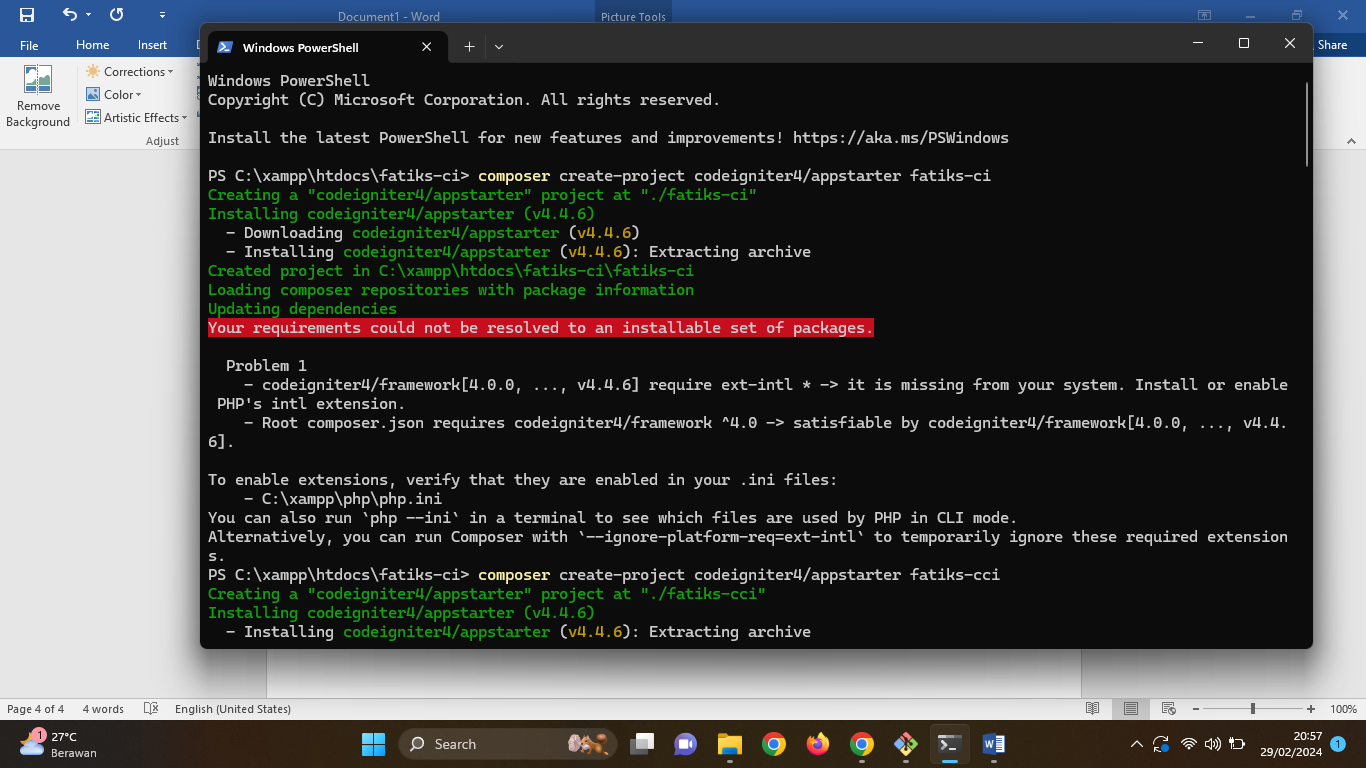 Document1 - Word
Picture Tools
File
Home
Insert
Share
Remove
Background
Corrections
Color
Artistic Effects
Adjust
Windows PowerShell
Windows PowerShell
Copyright (C) Microsoft Corporation. All rights reserved.
Install the latest PowerShell for new features and improvements! https://aka.ms/PSWindows
PS C:\xampp\htdocs\fatiks-ci> composer create-project codeigniter4/appstarter fatiks-ci
Creating a "codeigniter4/appstarter" project at "./fatiks-ci"
Installing codeigniter4/appstarter (v4.4.6)
- Downloading codeigniter4/appstarter (v4.4.6)
- Installing codeigniter4/appstarter (v4.4.6): Extracting archive
Created project in C:\xampp\htdocs\fatiks-ci\fatiks-ci
Loading composer repositories with package information
Updating dependencies
Your requirements could not be resolved to an installable set of packages.
Problem 1
- codeigniter4/framework[4.0.0, ..., v4.4.6] require ext-intl * -> it is missing from your system. Install or enable
PHP's intl extension.
- Root composer.json requires codeigniter4/framework ^4.0 -> satisfiable by codeigniter4/framework[4.0.0, ..., v4.4.
6].
To enable extensions, verify that they are enabled in your .ini files:
- C:\xampp\php\php.ini
You can also run `php --ini` in a terminal to see which files are used by PHP in CLI mode.
Alternatively, you can run Composer with `--ignore-platform-req=ext-intl` to temporarily ignore these required extension
s.
PS C:\xampp\htdocs\fatiks-ci> composer create-project codeigniter4/appstarter fatiks-cci
Creating a "codeigniter4/appstarter" project at "./fatiks-cci"
Installing codeigniter4/appstarter (v4.4.6)
- Installing codeigniter4/appstarter (v4.4.6): Extracting archive
Page 4 of 4
4 words
English (United States)
100%
1
27°C
Berawan
Search
20:57
29/02/2024
1